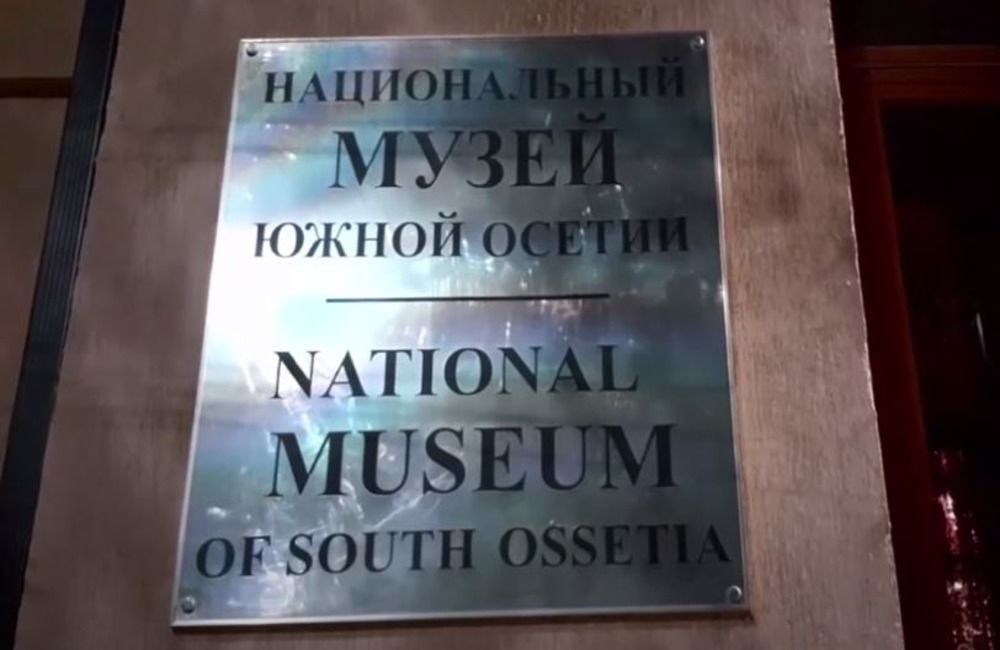 НАЦИОНАЛЬНЫЙ
МУЗЕЙ
ЮЖНОЙ ОСЕТИИ
NATIONAL
MUSEUM
OF SOUTH OSSETIA